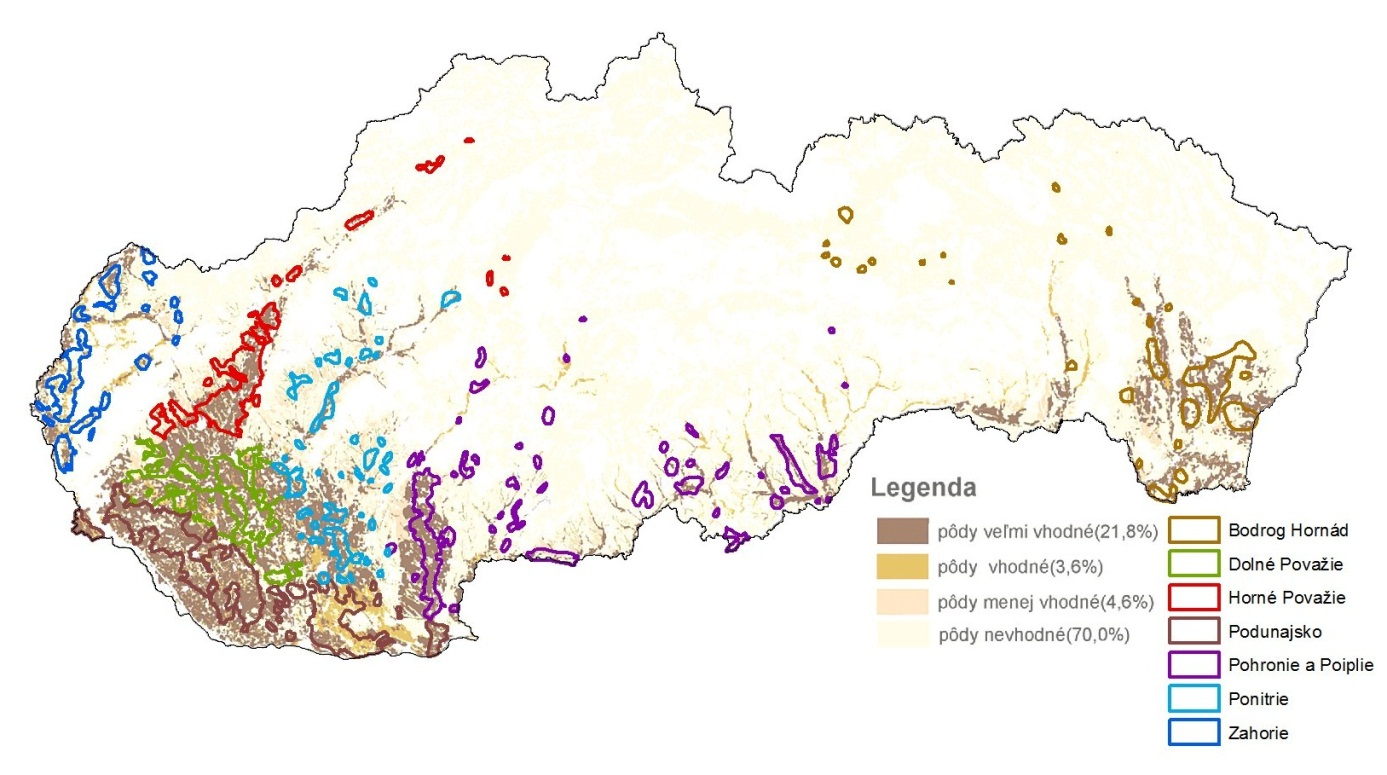 Legenda
pôdy veľmi vhodné(21,8%)
pôdy vhodné(3,6%)
pôdy menej vhodné(4,6%)
pôdy nevhodné(70,0%)
Bodrog Hornád
Dolné Považie
Horné Považie
Podunajsko
Pohronie a Poiplie
Ponitrie
Zahorie